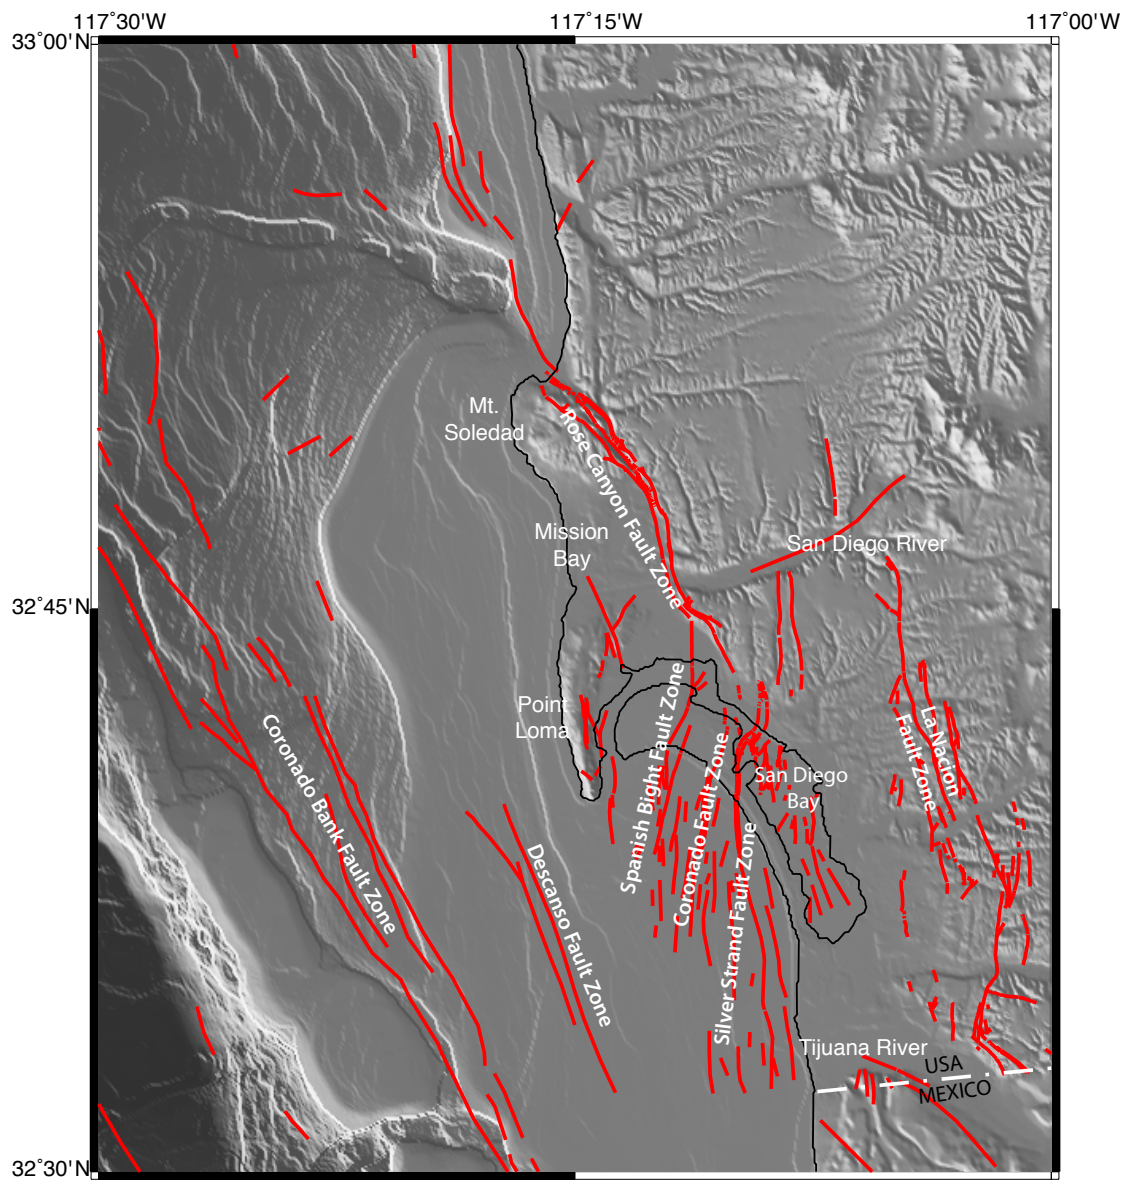 117°30'W
117°15'W
117°00'W
33°00'N
Mt.
Soledad
Rose Canyon Fault Zone
Mission
Bay
San Diego River
32°45'N
Point
Loma
Coronado Bank Fault Zone
Spanish Bight Fault Zone
Coronado Fault Zone
San Diego
Bay
La Nacion
Fault Zone
Descanso Fault Zone
Silver Strand Fault Zone
Tijuana River
USA
MEXICO
32°30'N